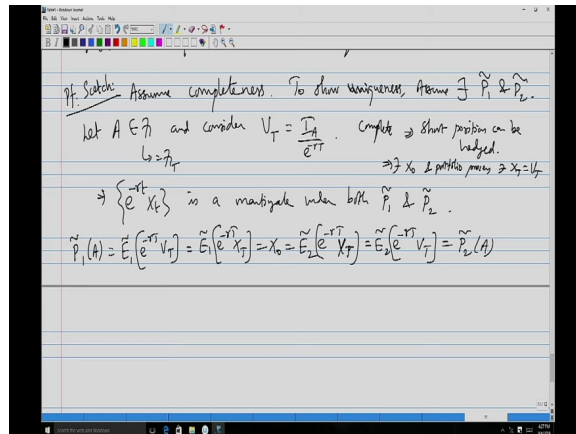 Pf. Scetch: Assume completeness. To show uniqueness, Assume ∃ P̃₁ & P̃₂.
Let A ∈ ℱ and consider V_T = I_A / e^{-rT}. Complete ⇒ Short position can be hedged.
↳ = ℱ_T
⇒ ∃ X₀ & portfolio process ∋ X_T = V_T
⇒ {e^{-rt} X_t} is a martingale under both P̃₁ & P̃₂.
P̃₁(A) = Ẽ₁[e^{-rT} V_T] = Ẽ₁[e^{-rT} X_T] = X₀ = Ẽ₂[e^{-rT} X_T] = Ẽ₂[e^{-rT} V_T] = P̃₂(A)